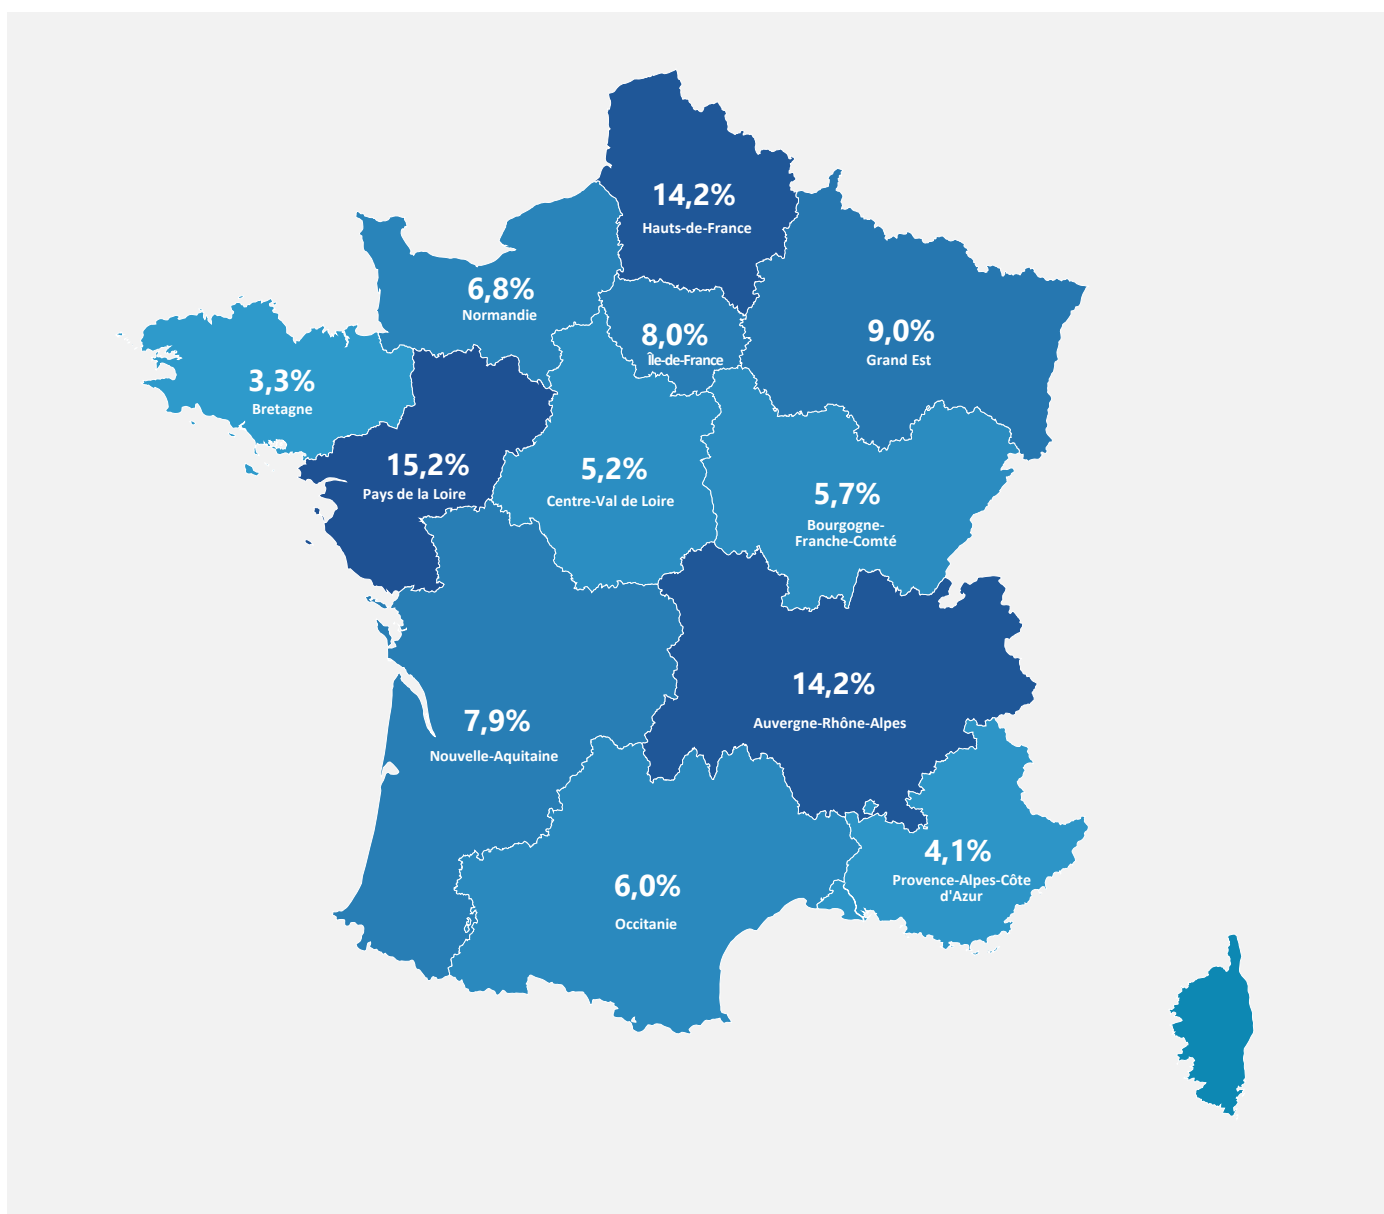 14,2%
Hauts-de-France
6,8%
Normandie
8,0%
Île-de-France
9,0%
Grand Est
3,3%
Bretagne
15,2%
Pays de la Loire
5,2%
Centre-Val de Loire
5,7%
Bourgogne-
Franche-Comté
14,2%
Auvergne-Rhône-Alpes
7,9%
Nouvelle-Aquitaine
4,1%
Provence-Alpes-Côte
d'Azur
6,0%
Occitanie